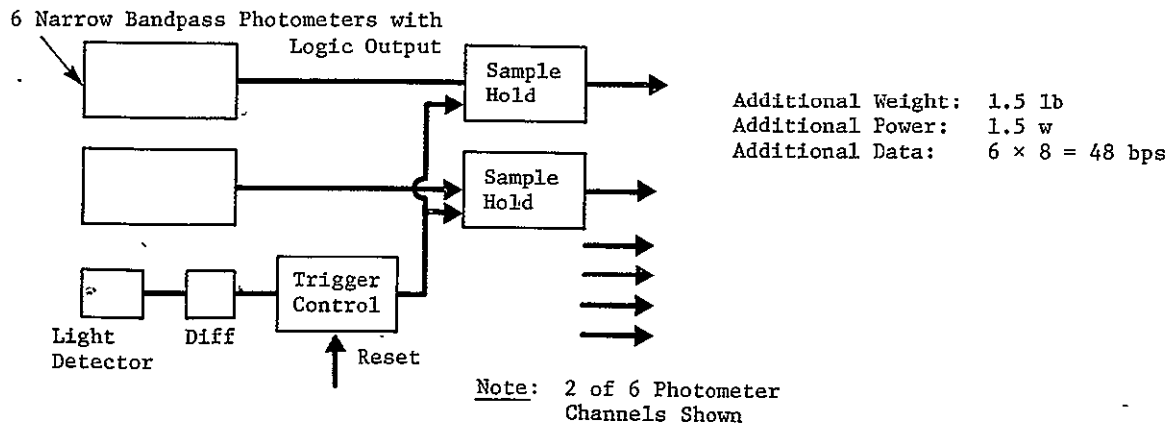 6 Narrow Bandpass Photometers with
Logic Output
Sample
Hold
Additional Weight: 1.5 lb
Additional Power: 1.5 w
Additional Data: 6 × 8 = 48 bps
Sample
Hold
Trigger
Control
Light
Detector
Diff
Reset
Note: 2 of 6 Photometer
Channels Shown